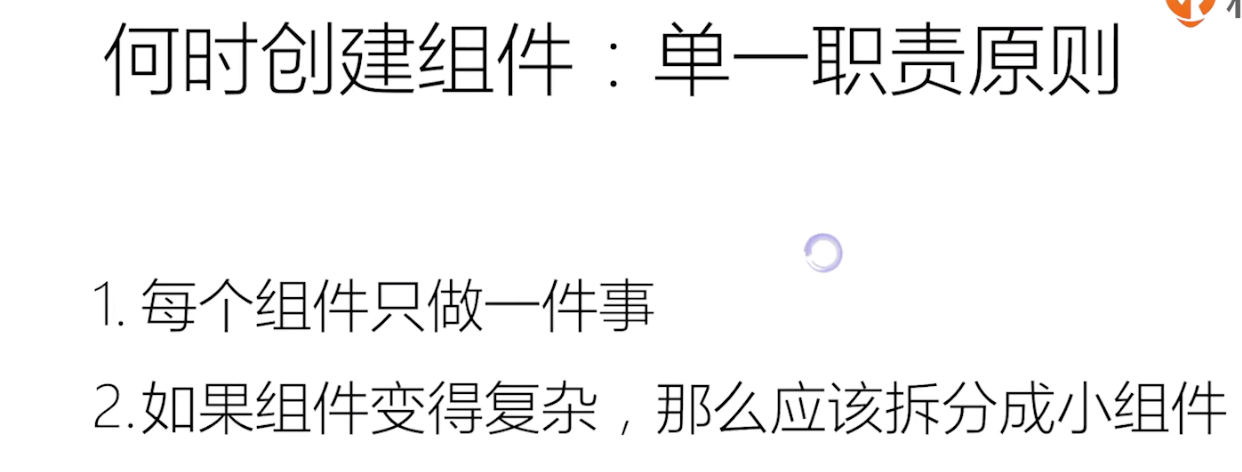 何时创建组件：单一职责原则
1. 每个组件只做一件事
2.如果组件变得复杂，那么应该拆分成小组件